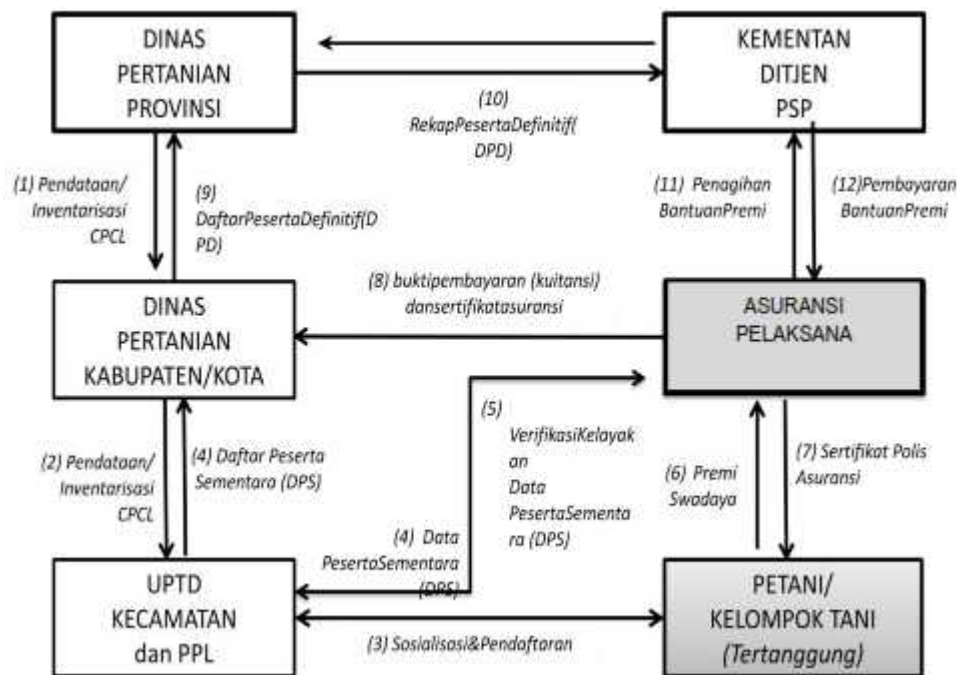 DINAS
PERTANIAN
PROVINSI
KEMENTAN
DITJEN
PSP
(10)
RekapPesertaDefinitif(
DPD)
(1) Pendataan/
Inventarisasi
CPCL
(9)
DaftarPesertaDefinitif(D
PD)
(11) Penagihan
BantuanPremi
(12)Pembayaran
BantuanPremi
(8) buktipembayaran (kuitansi)
dansertifikatasuransi
DINAS
PERTANIAN
KABUPATEN/KOTA
ASURANSI
PELAKSANA
(2) Pendataan/
Inventarisasi
CPCL
(4) Daftar Peserta
Sementara (DPS)
(5)
VerifikasiKelayak
an
Data
PesertaSementa
ra (DPS)
(6) Premi
Swadaya
(7) Sertifikat Polis
Asuransi
(4) Data
PesertaSementara
(DPS)
UPTD
KECAMATAN
dan PPL
(3) Sosialisasi&Pendaftaran
PETANI/
KELOMPOK TANI
(Tertanggung)